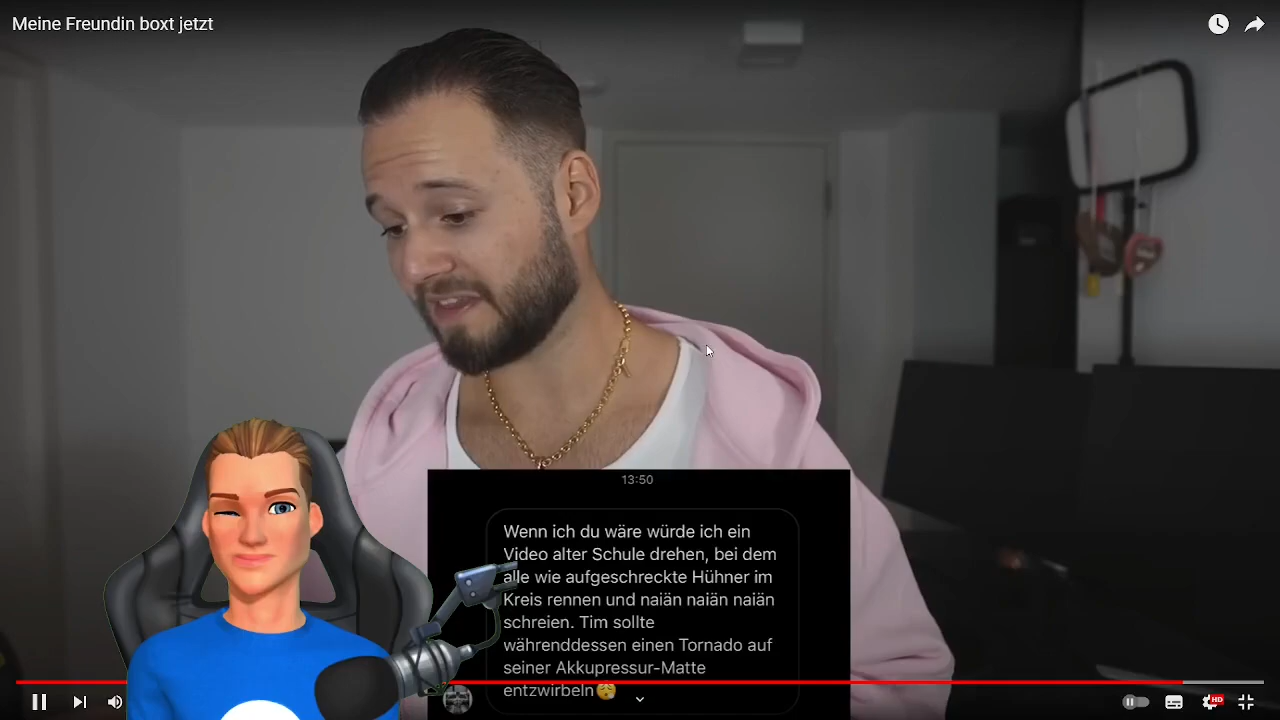 Meine Freundin boxt jetzt
13:50
Wenn ich du wäre würde ich ein
Video alter Schule drehen, bei dem
alle wie aufgeschreckte Hühner im
Kreis rennen und naiän naiän naiän
schreien. Tim sollte
währenddessen einen Tornado auf
seiner Akkupressur-Matte
entzwirbeln😌
HD